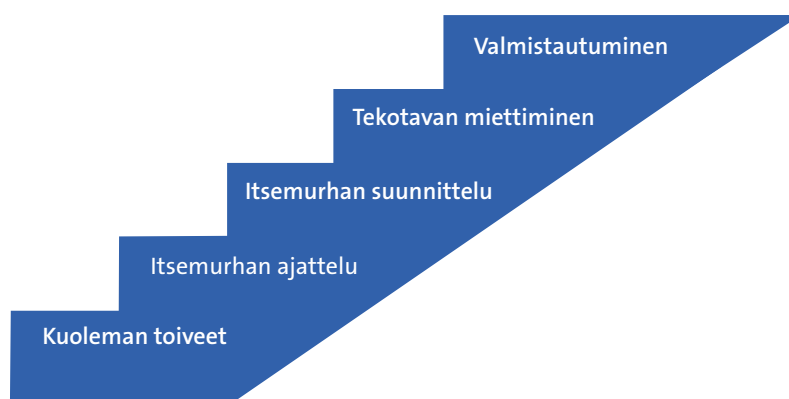 Valmistautuminen
Tekotavan miettiminen
Itsemurhan suunnittelu
Itsemurhan ajattelu
Kuoleman toiveet